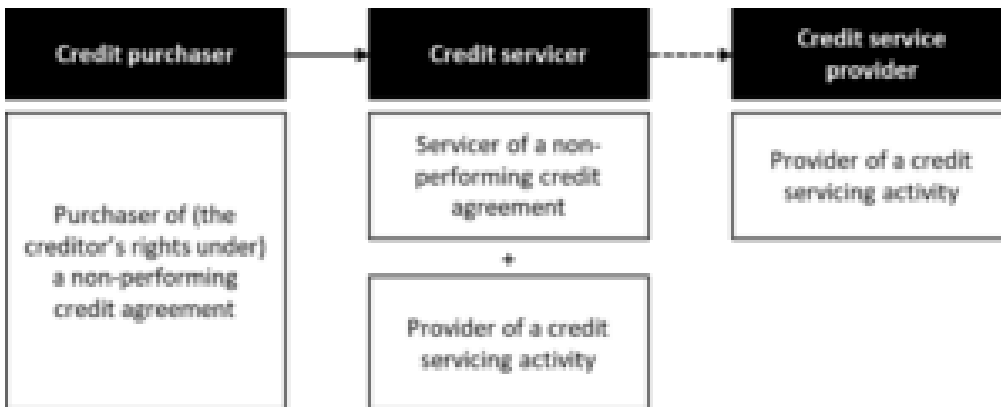 Credit purchaser
Credit servicer
Credit service
provider
Purchaser of (the
creditor's rights under)
a non-performing
credit agreement
Servicer of a non-
performing credit
agreement
+
Provider of a credit
servicing activity
Provider of a credit
servicing activity